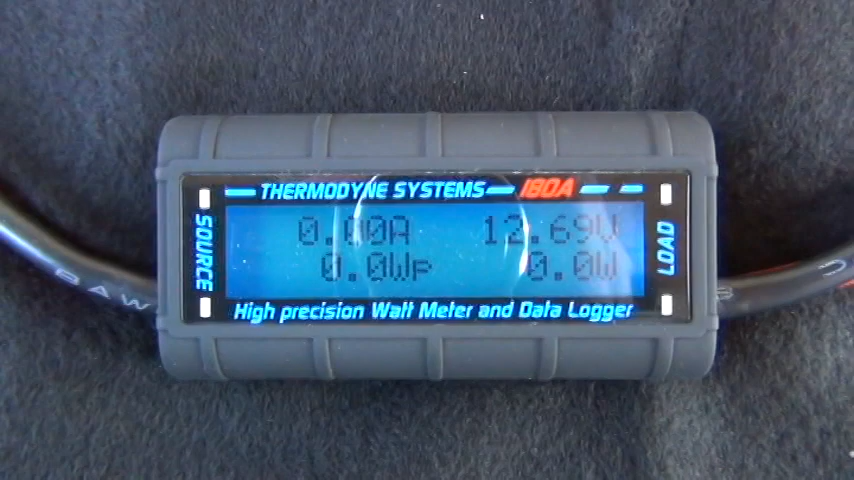 THERMODYNE SYSTEMS 180A
SOURCE
0.00A 12.69V
0.0Wp 0.0W
LOAD
High precision Watt Meter and Data Logger
8 A W